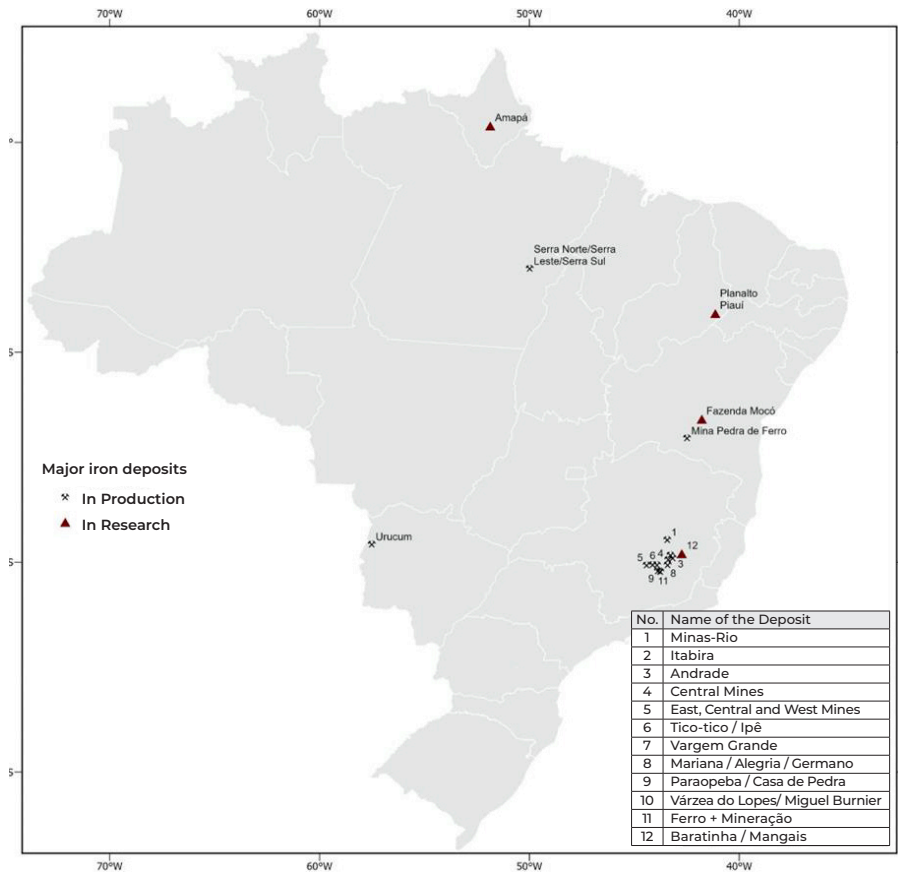 70°W 60°W 50°W 40°W
Amapá
Serra Norte/Serra
Leste/Serra Sul
Planalto
Piauí
Fazenda Mocó
Mina Pedra de Ferro
Major iron deposits
In Production
In Research
Urucum
1
12
4
6
5
3
8
9
11
No. Name of the Deposit
1 Minas-Rio
2 Itabira
3 Andrade
4 Central Mines
5 East, Central and West Mines
6 Tico-tico / Ipê
7 Vargem Grande
8 Mariana / Alegria / Germano
9 Paraopeba / Casa de Pedra
10 Várzea do Lopes/ Miguel Burnier
11 Ferro + Mineração
12 Baratinha / Mangais
70°W 60°W 50°W 40°W